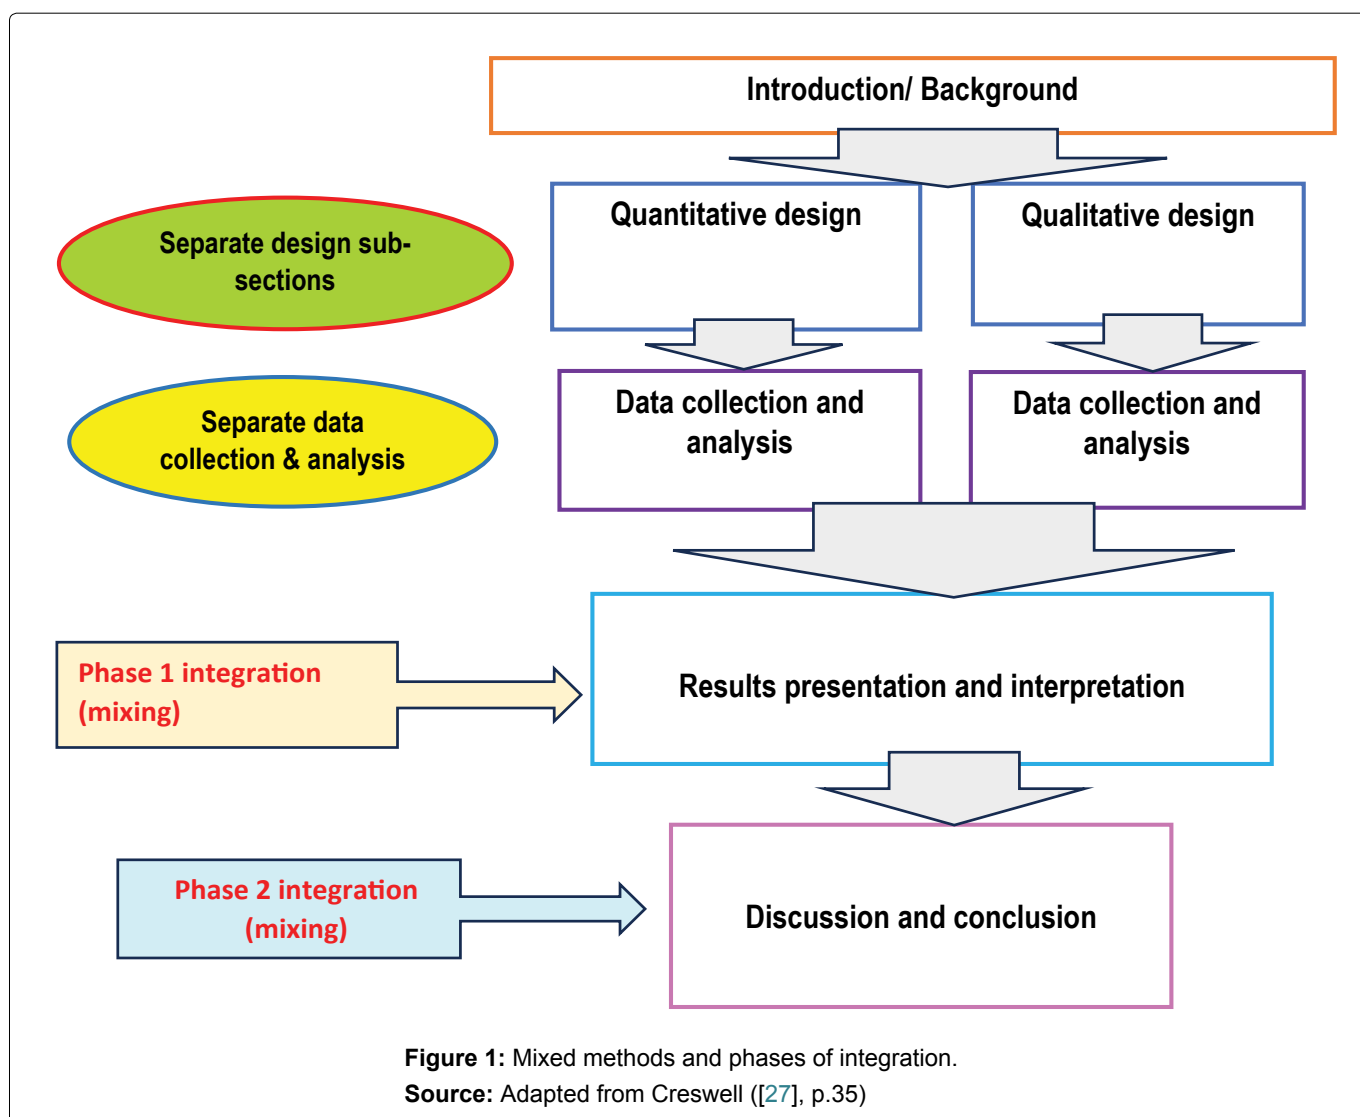 Introduction/ Background
Quantitative design
Qualitative design
Separate design sub-
sections
Data collection and
analysis
Data collection and
analysis
Separate data
collection & analysis
Phase 1 integration
(mixing)
Results presentation and interpretation
Phase 2 integration
(mixing)
Discussion and conclusion
Figure 1: Mixed methods and phases of integration.
Source: Adapted from Creswell ([27], p.35)